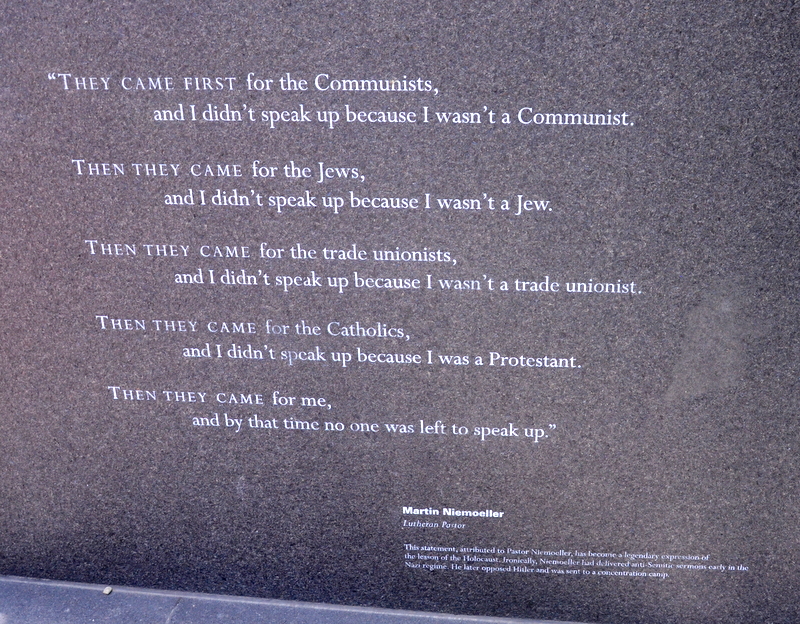 “THEY CAME FIRST for the Communists,
and I didn’t speak up because I wasn’t a Communist.
THEN THEY CAME for the Jews,
and I didn’t speak up because I wasn’t a Jew.
THEN THEY CAME for the trade unionists,
and I didn’t speak up because I wasn’t a trade unionist.
THEN THEY CAME for the Catholics,
and I didn’t speak up because I was a Protestant.
THEN THEY CAME for me,
and by that time no one was left to speak up.”
Martin Niemoeller
Lutheran Pastor
This statement, attributed to Pastor Niemoeller, has become a legendary expression of
the lesson of the Holocaust. Ironically, Niemoeller had delivered anti-Semitic sermons early in the
Nazi regime. He later opposed Hitler and was sent to a concentration camp.